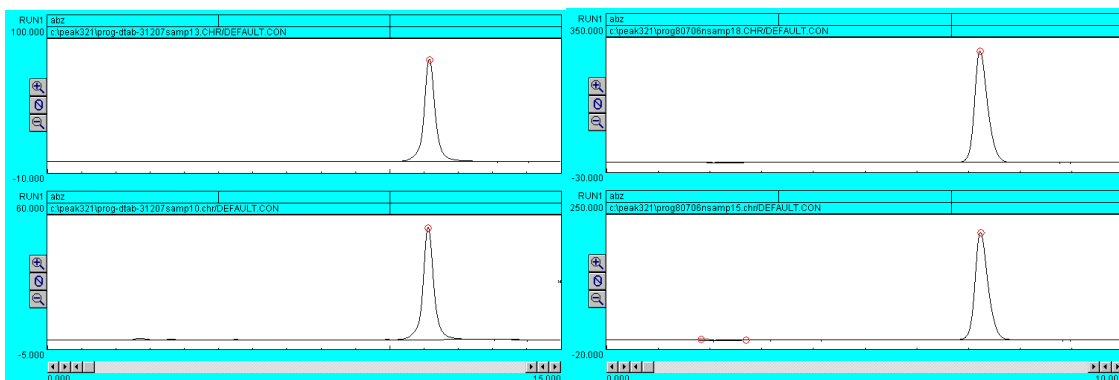 RUN1 abz
100.000 c:\peak321\prog-dtab-31207samp13.CHR/DEFAULT.CON
-10.000
RUN1 abz
60.000 c:\peak321\prog-dtab-31207samp10.chr/DEFAULT.CON
-5.000
0.000 15.000
RUN1 abz
350.000 c:\peak321\prog80706nsamp18.CHR/DEFAULT.CON
-30.000
RUN1 abz
250.000 c:\peak321\prog80706nsamp15.chr/DEFAULT.CON
-20.000
0.000